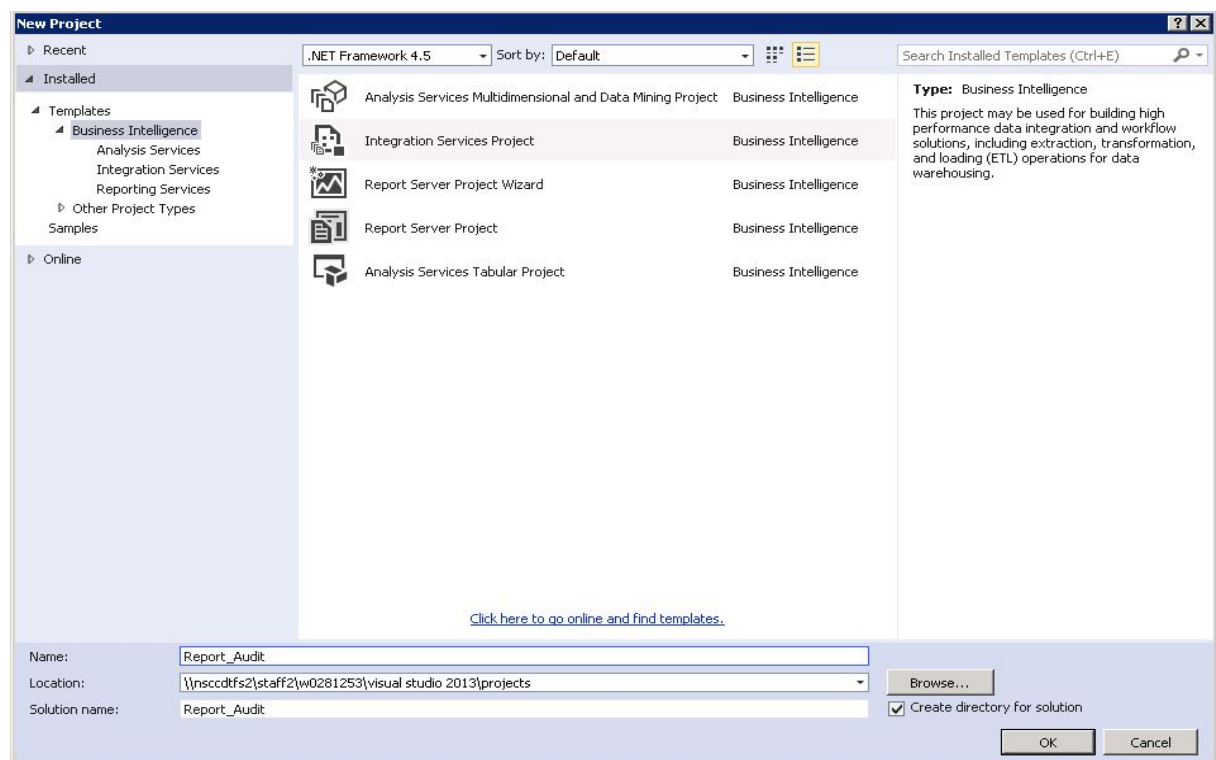 New Project
Recent
Installed
Templates
Business Intelligence
Analysis Services
Integration Services
Reporting Services
Other Project Types
Samples
Online
.NET Framework 4.5 Sort by: Default
Analysis Services Multidimensional and Data Mining Project Business Intelligence
Integration Services Project Business Intelligence
Report Server Project Wizard Business Intelligence
Report Server Project Business Intelligence
Analysis Services Tabular Project Business Intelligence
Click here to go online and find templates.
Search Installed Templates (Ctrl+E)
Type: Business Intelligence
This project may be used for building high
performance data integration and workflow
solutions, including extraction, transformation,
and loading (ETL) operations for data
warehousing.
Name: Report_Audit
Location: \\nsccdtfs2\staff2\w0281253\visual studio 2013\projects Browse...
Solution name: Report_Audit Create directory for solution
OK Cancel